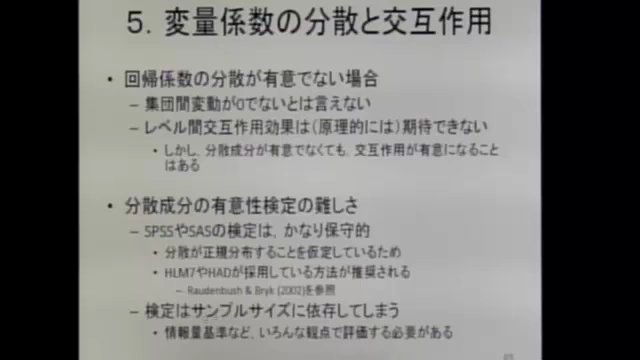 5. 変量係数の分散と交互作用
• 回帰係数の分散が有意でない場合
– 集団間変動が0でないとは言えない
– レベル間交互作用効果は(原理的には)期待できない
• しかし、分散成分が有意でなくても、交互作用が有意になること
はある
• 分散成分の有意性検定の難しさ
– SPSSやSASの検定は、かなり保守的
• 分散が正規分布することを仮定しているため
• HLM7やHADが採用している方法が推奨される
– Raudenbush & Bryk (2002)を参照
– 検定はサンプルサイズに依存してしまう
• 情報量基準など、いろんな観点で評価する必要がある